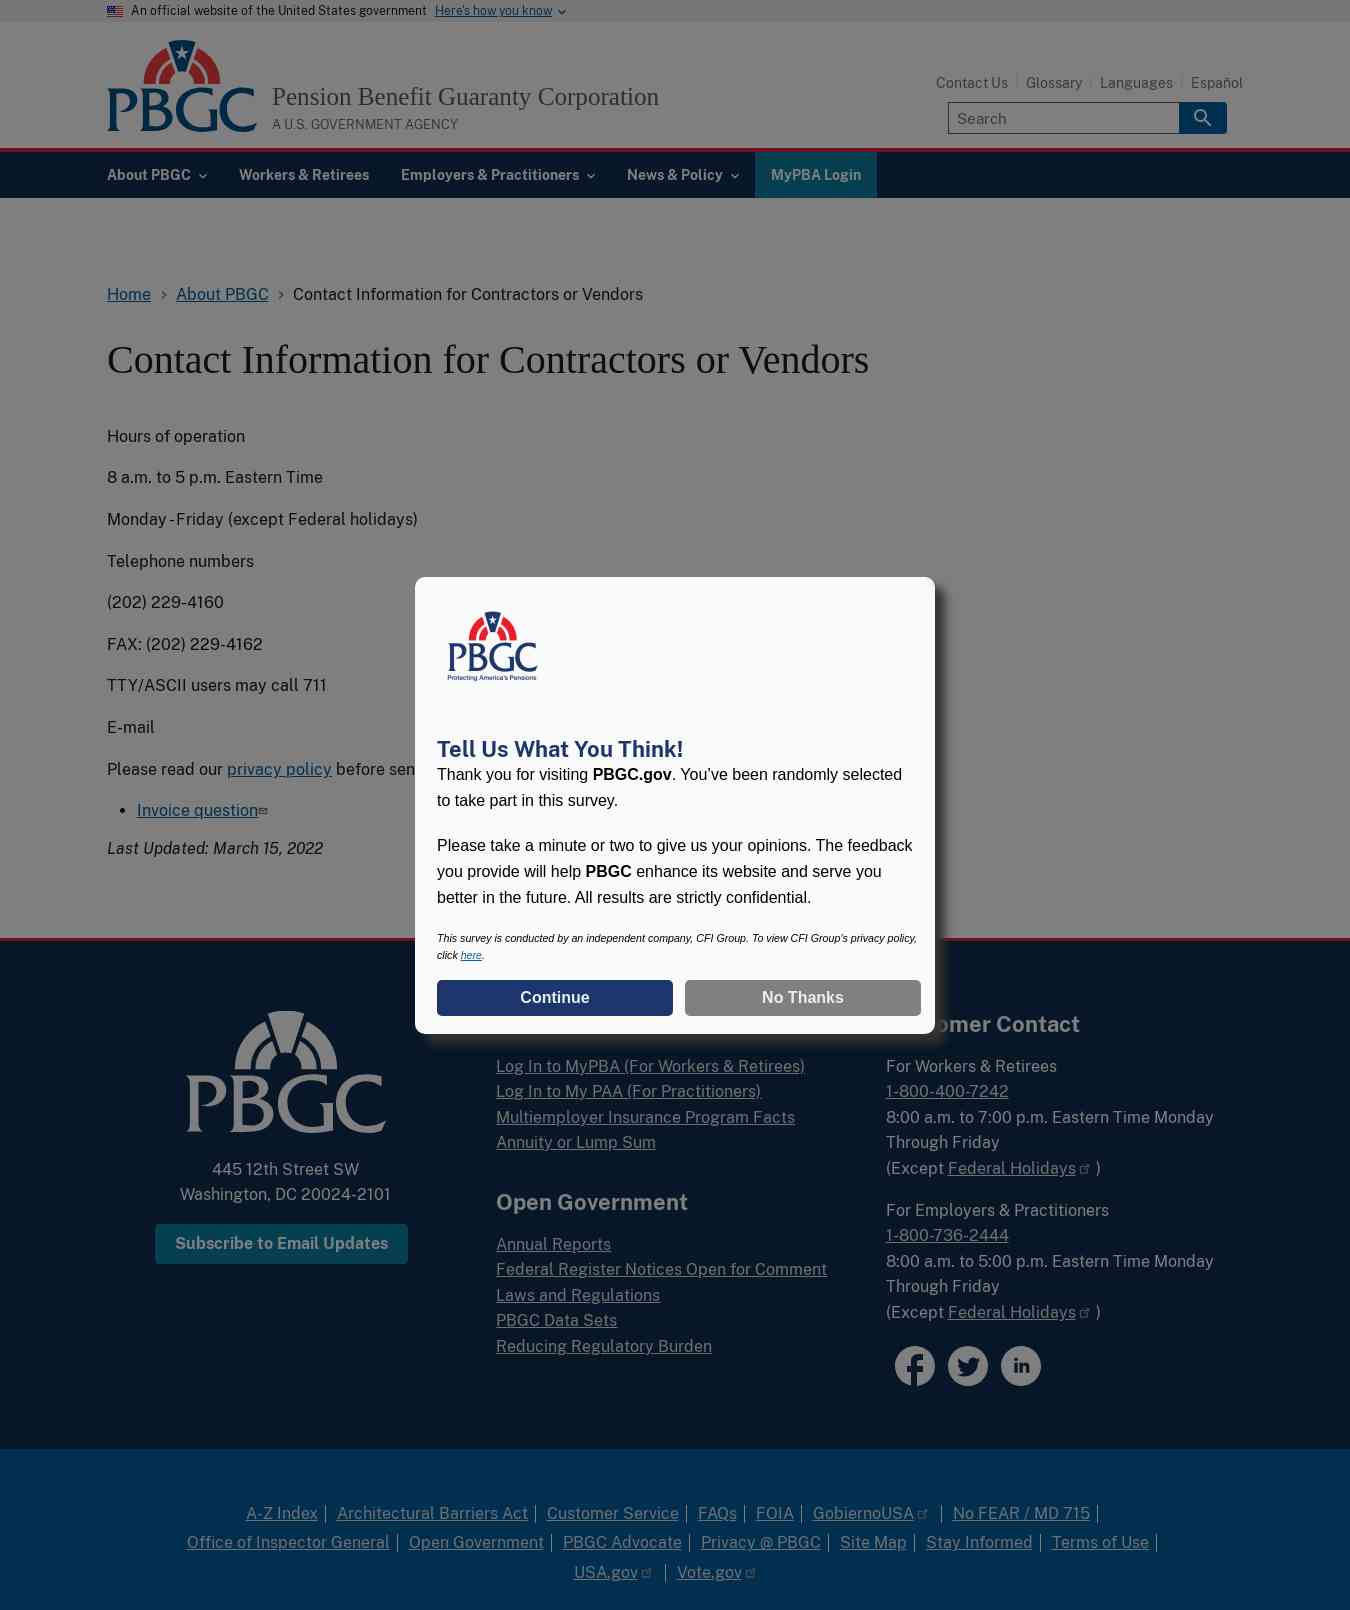 An official website of the United States government Here's how you know
PBGC
Pension Benefit Guaranty Corporation
A U.S. GOVERNMENT AGENCY
Contact Us Glossary Languages Español
Search
About PBGC Workers & Retirees Employers & Practitioners News & Policy MyPBA Login
Home About PBGC Contact Information for Contractors or Vendors
Contact Information for Contractors or Vendors
Hours of operation
8 a.m. to 5 p.m. Eastern Time
Monday - Friday (except Federal holidays)
Telephone numbers
(202) 229-4160
FAX: (202) 229-4162
TTY/ASCII users may call 711
E-mail
Please read our privacy policy before sen
Invoice question
Last Updated: March 15, 2022
PBGC
Protecting America's Pensions
Tell Us What You Think!
Thank you for visiting PBGC.gov. You’ve been randomly selected
to take part in this survey.
Please take a minute or two to give us your opinions. The feedback
you provide will help PBGC enhance its website and serve you
better in the future. All results are strictly confidential.
This survey is conducted by an independent company, CFI Group. To view CFI Group's privacy policy,
click here.
Continue No Thanks
PBGC
445 12th Street SW
Washington, DC 20024-2101
Subscribe to Email Updates
Log In to MyPBA (For Workers & Retirees)
Log In to My PAA (For Practitioners)
Multiemployer Insurance Program Facts
Annuity or Lump Sum
Open Government
Annual Reports
Federal Register Notices Open for Comment
Laws and Regulations
PBGC Data Sets
Reducing Regulatory Burden
omer Contact
For Workers & Retirees
1-800-400-7242
8:00 a.m. to 7:00 p.m. Eastern Time Monday
Through Friday
(Except Federal Holidays )
For Employers & Practitioners
1-800-736-2444
8:00 a.m. to 5:00 p.m. Eastern Time Monday
Through Friday
(Except Federal Holidays )
in
A-Z Index Architectural Barriers Act Customer Service FAQs FOIA GobiernoUSA No FEAR / MD 715
Office of Inspector General Open Government PBGC Advocate Privacy @ PBGC Site Map Stay Informed Terms of Use
USA.gov Vote.gov